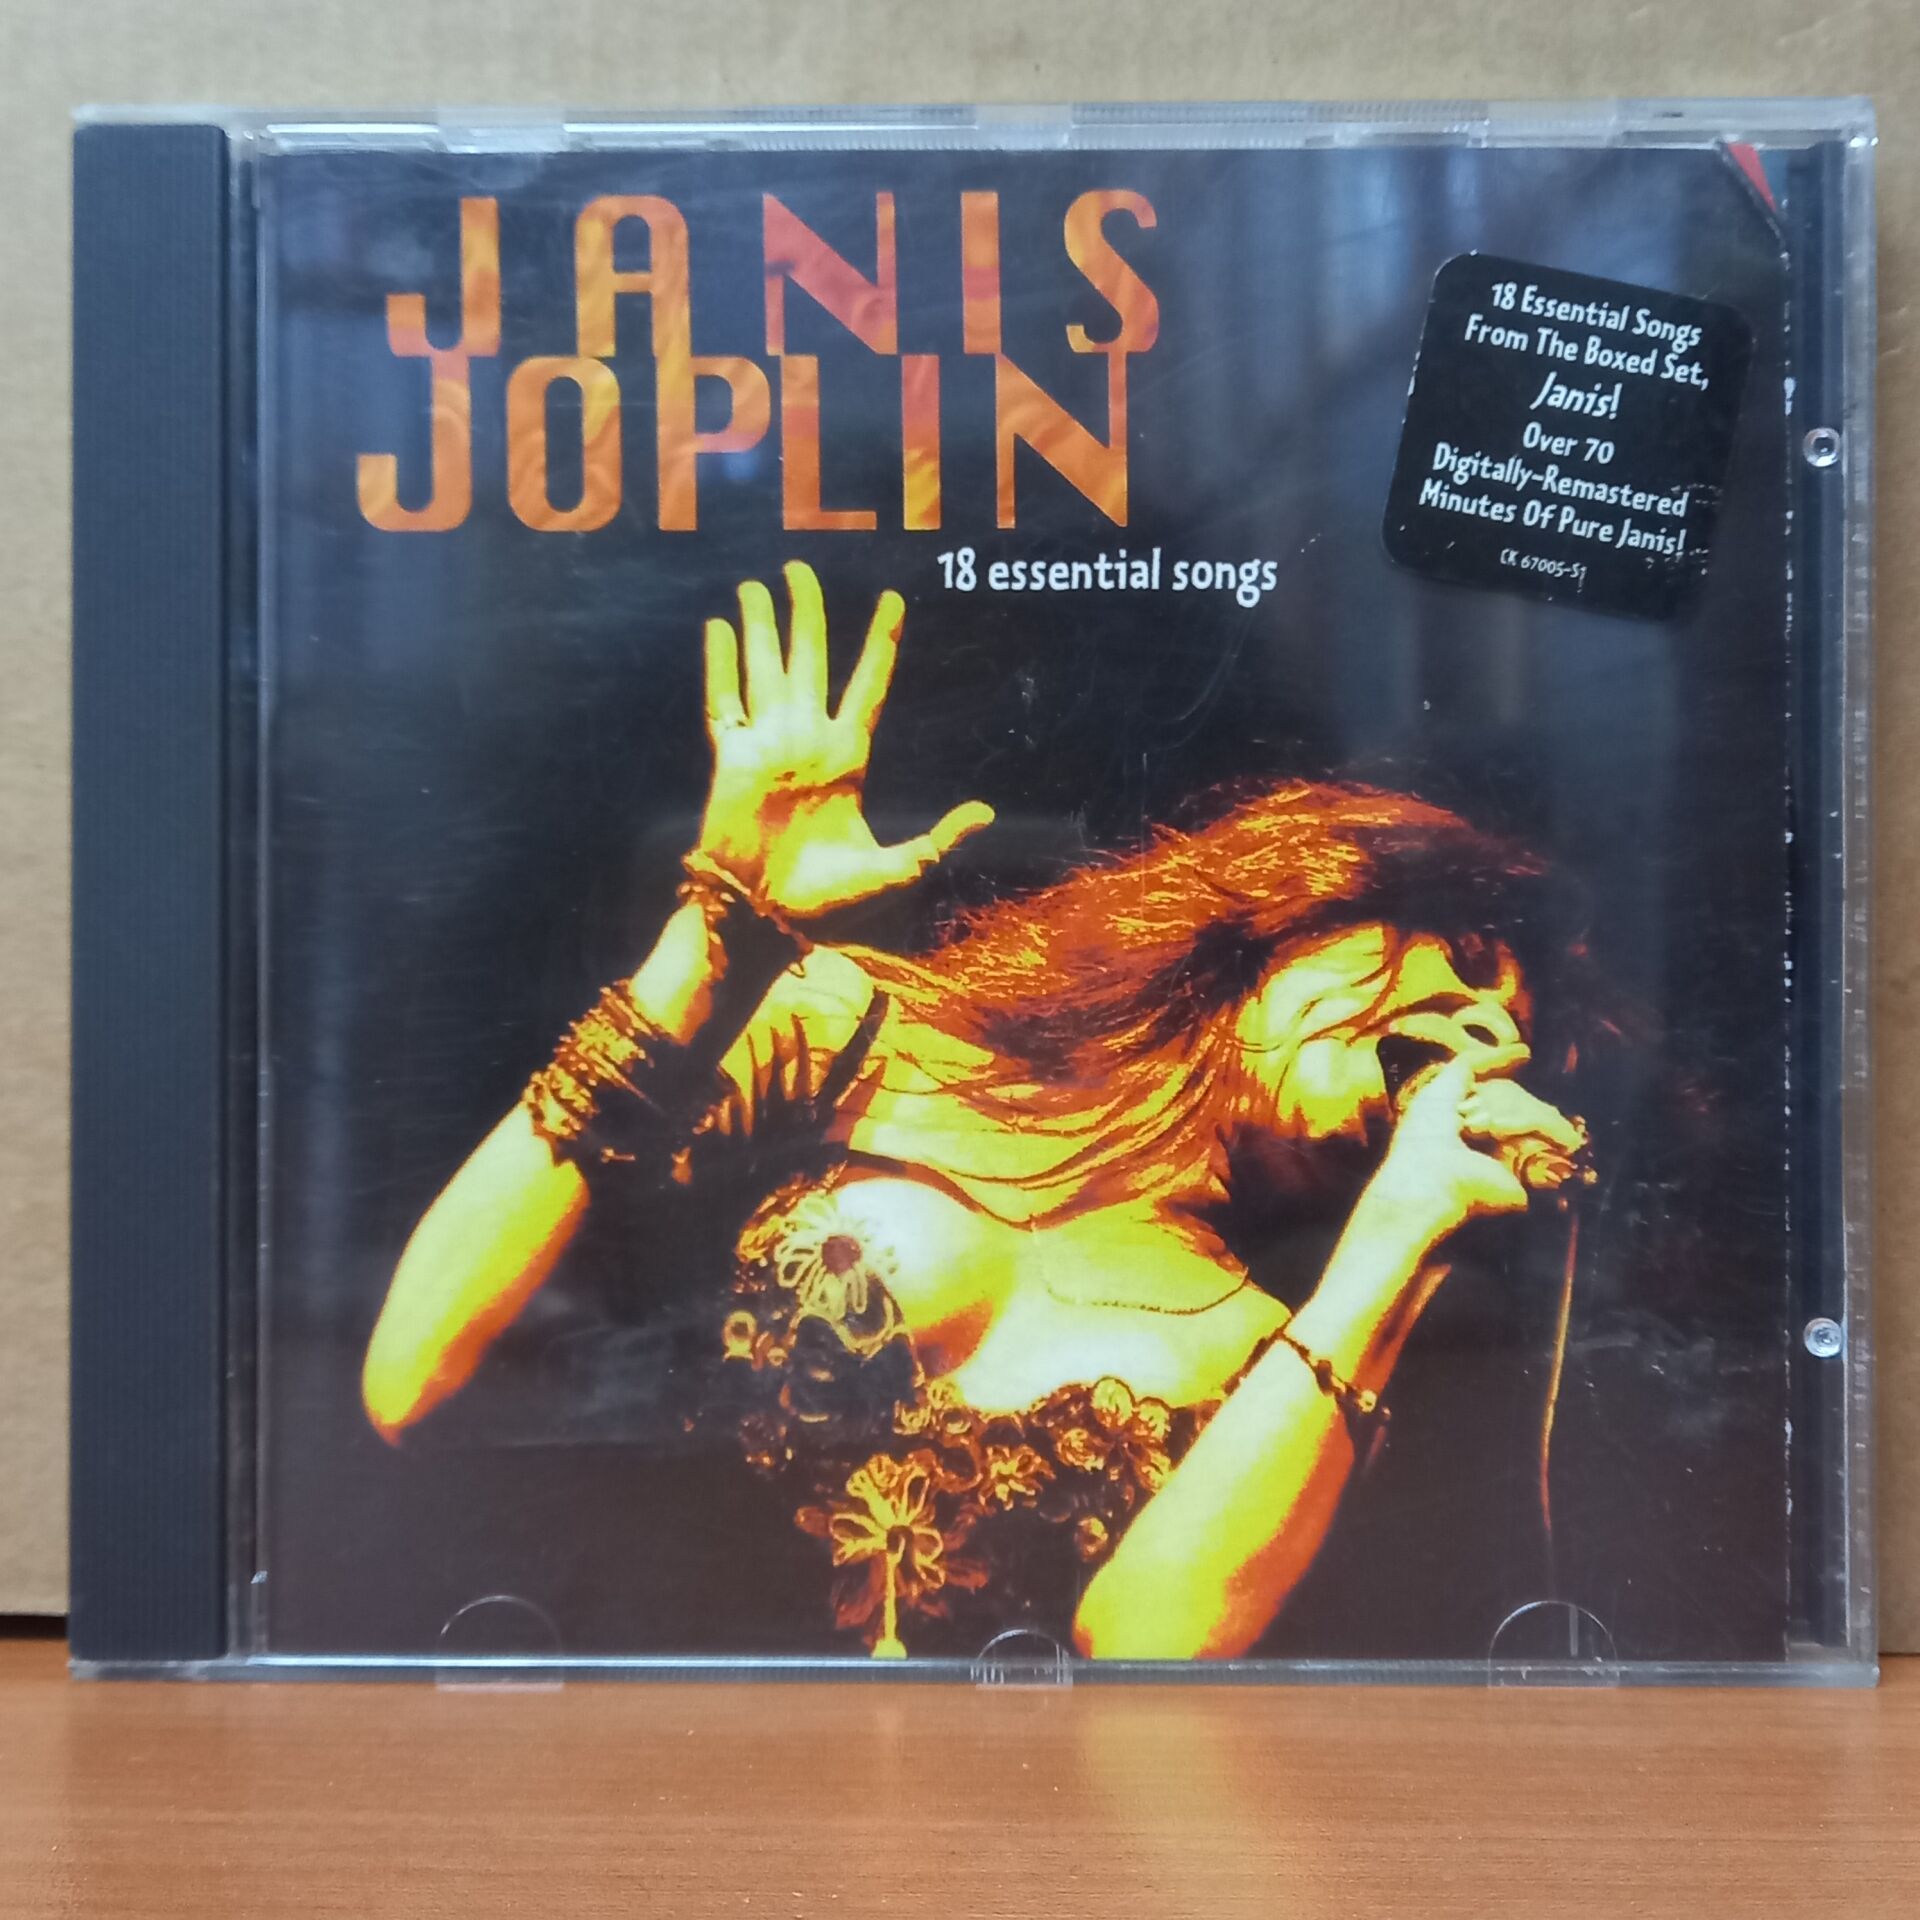 JANIS
JOPLIN
18 essential songs
18 Essential Songs
From The Boxed Set,
Janis!
Over 70
Digitally-Remastered
Minutes Of Pure Janis!
CK 67005-S1